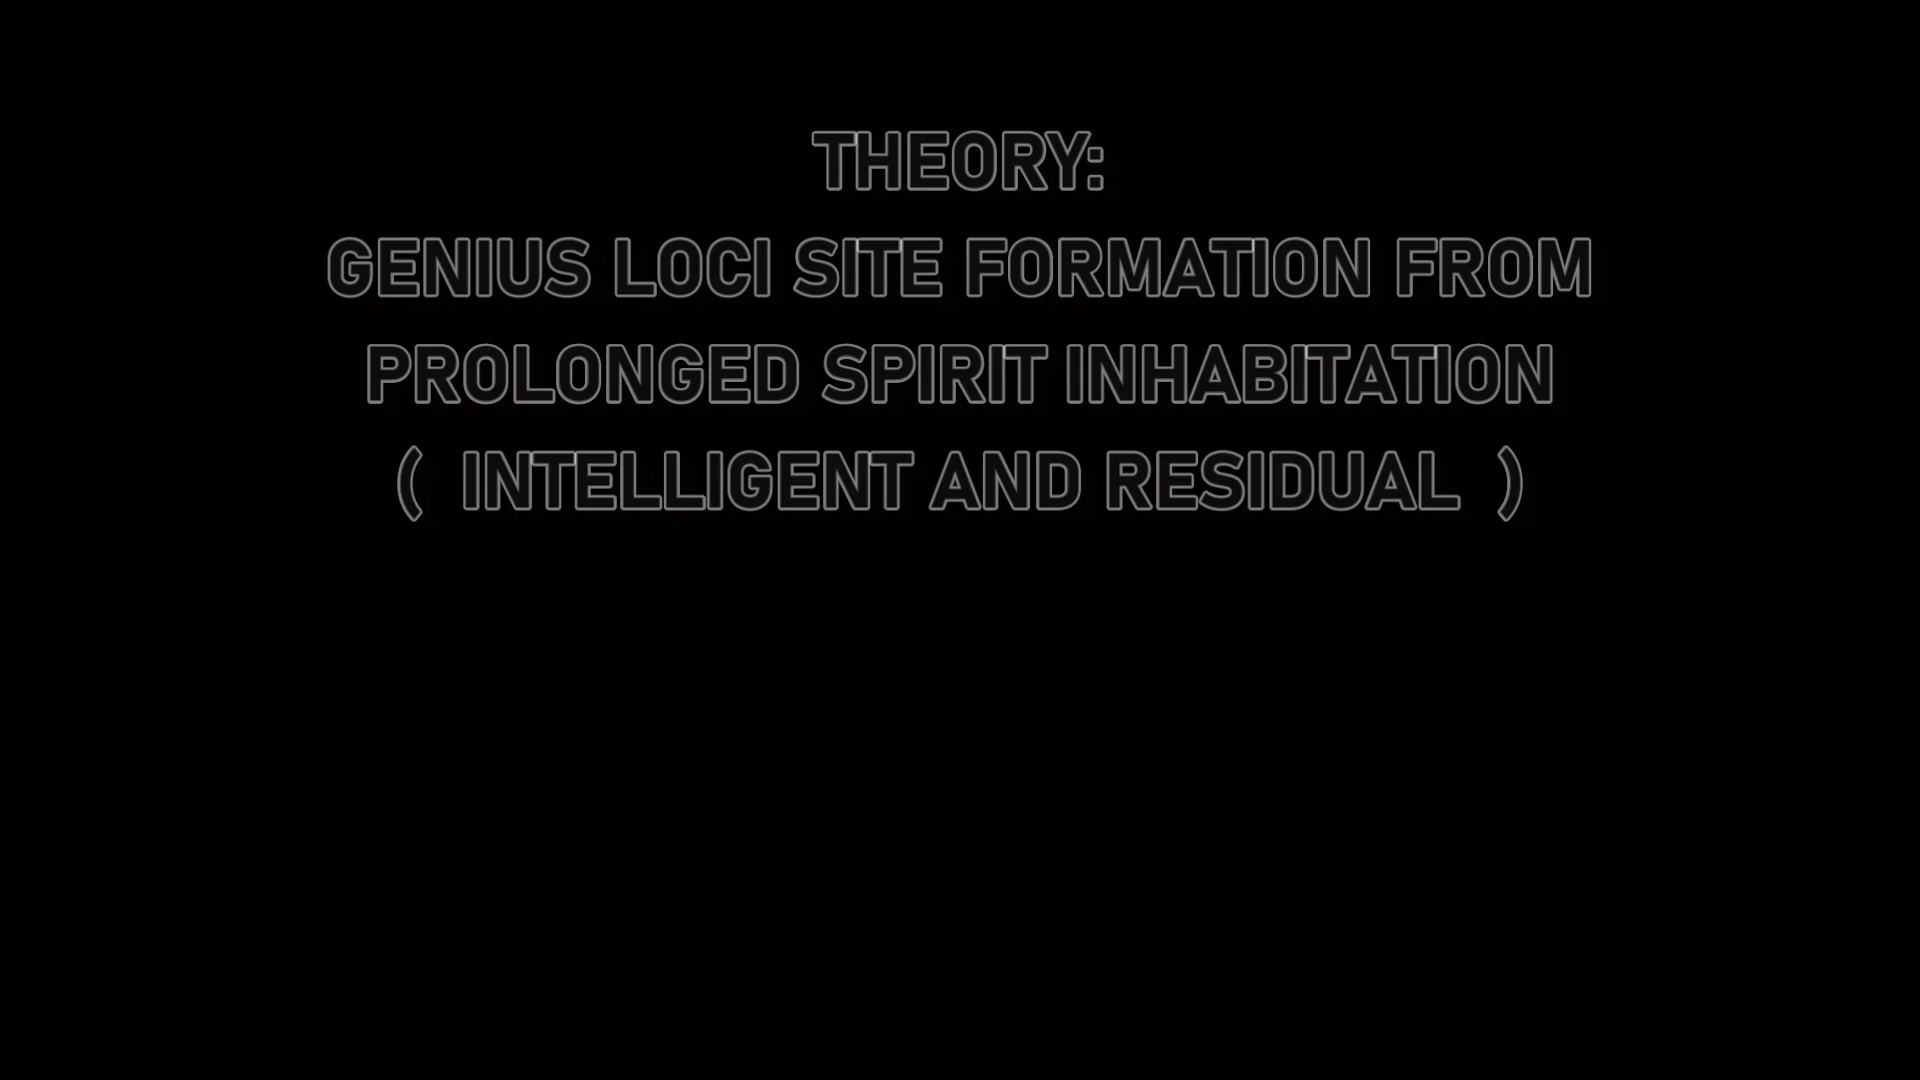 THEORY:
GENIUS LOCI SITE FORMATION FROM
PROLONGED SPIRIT INHABITATION
( INTELLIGENT AND RESIDUAL )